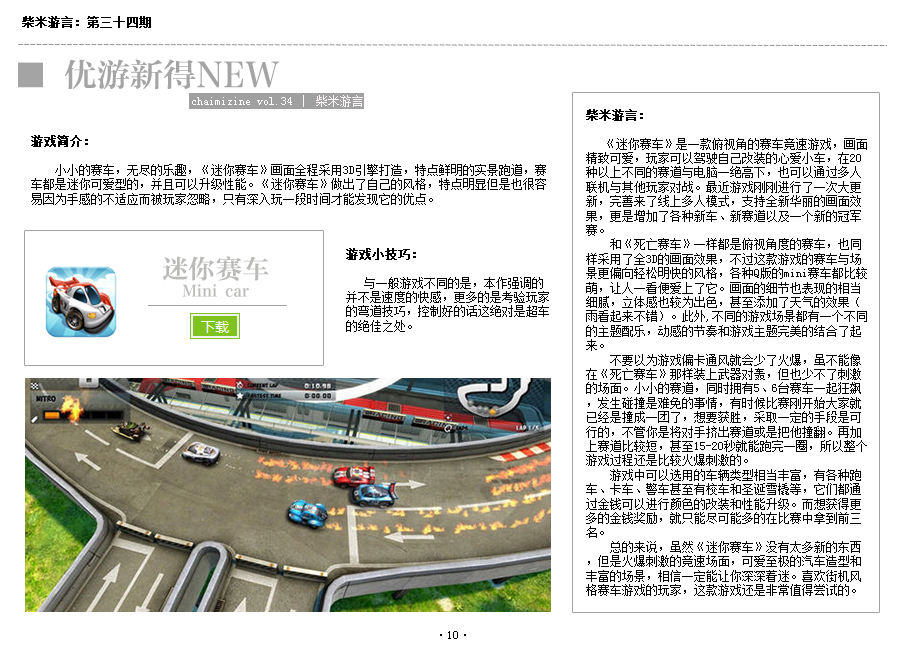 柴米游言：第三十四期
优游新得NEW
chaimizine vol.34 | 柴米游言
游戏简介：
小小的赛车，无尽的乐趣，《迷你赛车》画面全程采用3D引擎打造，特点鲜明的实景跑道，赛
车都是迷你可爱型的，并且可以升级性能。《迷你赛车》做出了自己的风格，特点明显但是也很容
易因为手感的不适应而被玩家忽略，只有深入玩一段时间才能发现它的优点。
迷你赛车
Mini car
下载
游戏小技巧：
与一般游戏不同的是，本作强调的
并不是速度的快感，更多的是考验玩家
的弯道技巧，控制好的话这绝对是超车
的绝佳之处。
NITRO
CURRENT LAP 0:10.98
FASTEST TIME 0:00:00
LAP 1/5
柴米游言：
《迷你赛车》是一款俯视角的赛车竞速游戏，画面
精致可爱，玩家可以驾驶自己改装的心爱小车，在20
种以上不同的赛道与电脑一绝高下，也可以通过多人
联机与其他玩家对战。最近游戏刚刚进行了一次大更
新，完善来了线上多人模式，支持全新华丽的画面效
果，更是增加了各种新车、新赛道以及一个新的冠军
赛。
和《死亡赛车》一样都是俯视角度的赛车，也同
样采用了全3D的画面效果，不过这款游戏的赛车与场
景更偏向轻松明快的风格，各种Q版的mini赛车都比较
萌，让人一看便爱上了它。画面的细节也表现的相当
细腻，立体感也较为出色，甚至添加了天气的效果（
雨看起来不错）。此外,不同的游戏场景都有一个不同
的主题配乐，动感的节奏和游戏主题完美的结合了起
来。
不要以为游戏偏卡通风就会少了火爆，虽不能像
在《死亡赛车》那样装上武器对轰，但也少不了刺激
的场面。小小的赛道，同时拥有5、6台赛车一起狂飙
，发生碰撞是难免的事情，有时候比赛刚开始大家就
已经是撞成一团了，想要获胜，采取一定的手段是可
行的，不管你是将对手挤出赛道或是把他撞翻。再加
上赛道比较短，甚至15-20秒就能跑完一圈，所以整个
游戏过程还是比较火爆刺激的。
游戏中可以选用的车辆类型相当丰富，有各种跑
车、卡车、警车甚至有校车和圣诞雪橇等，它们都通
过金钱可以进行颜色的改装和性能升级。而想获得更
多的金钱奖励，就只能尽可能多的在比赛中拿到前三
名。
总的来说，虽然《迷你赛车》没有太多新的东西
，但是火爆刺激的竞速场面，可爱至极的汽车造型和
丰富的场景，相信一定能让你深深着迷。喜欢街机风
格赛车游戏的玩家，这款游戏还是非常值得尝试的。
·10·